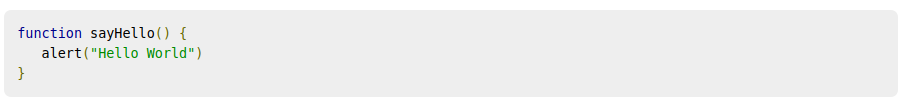 function sayHello() {
   alert("Hello World")
}